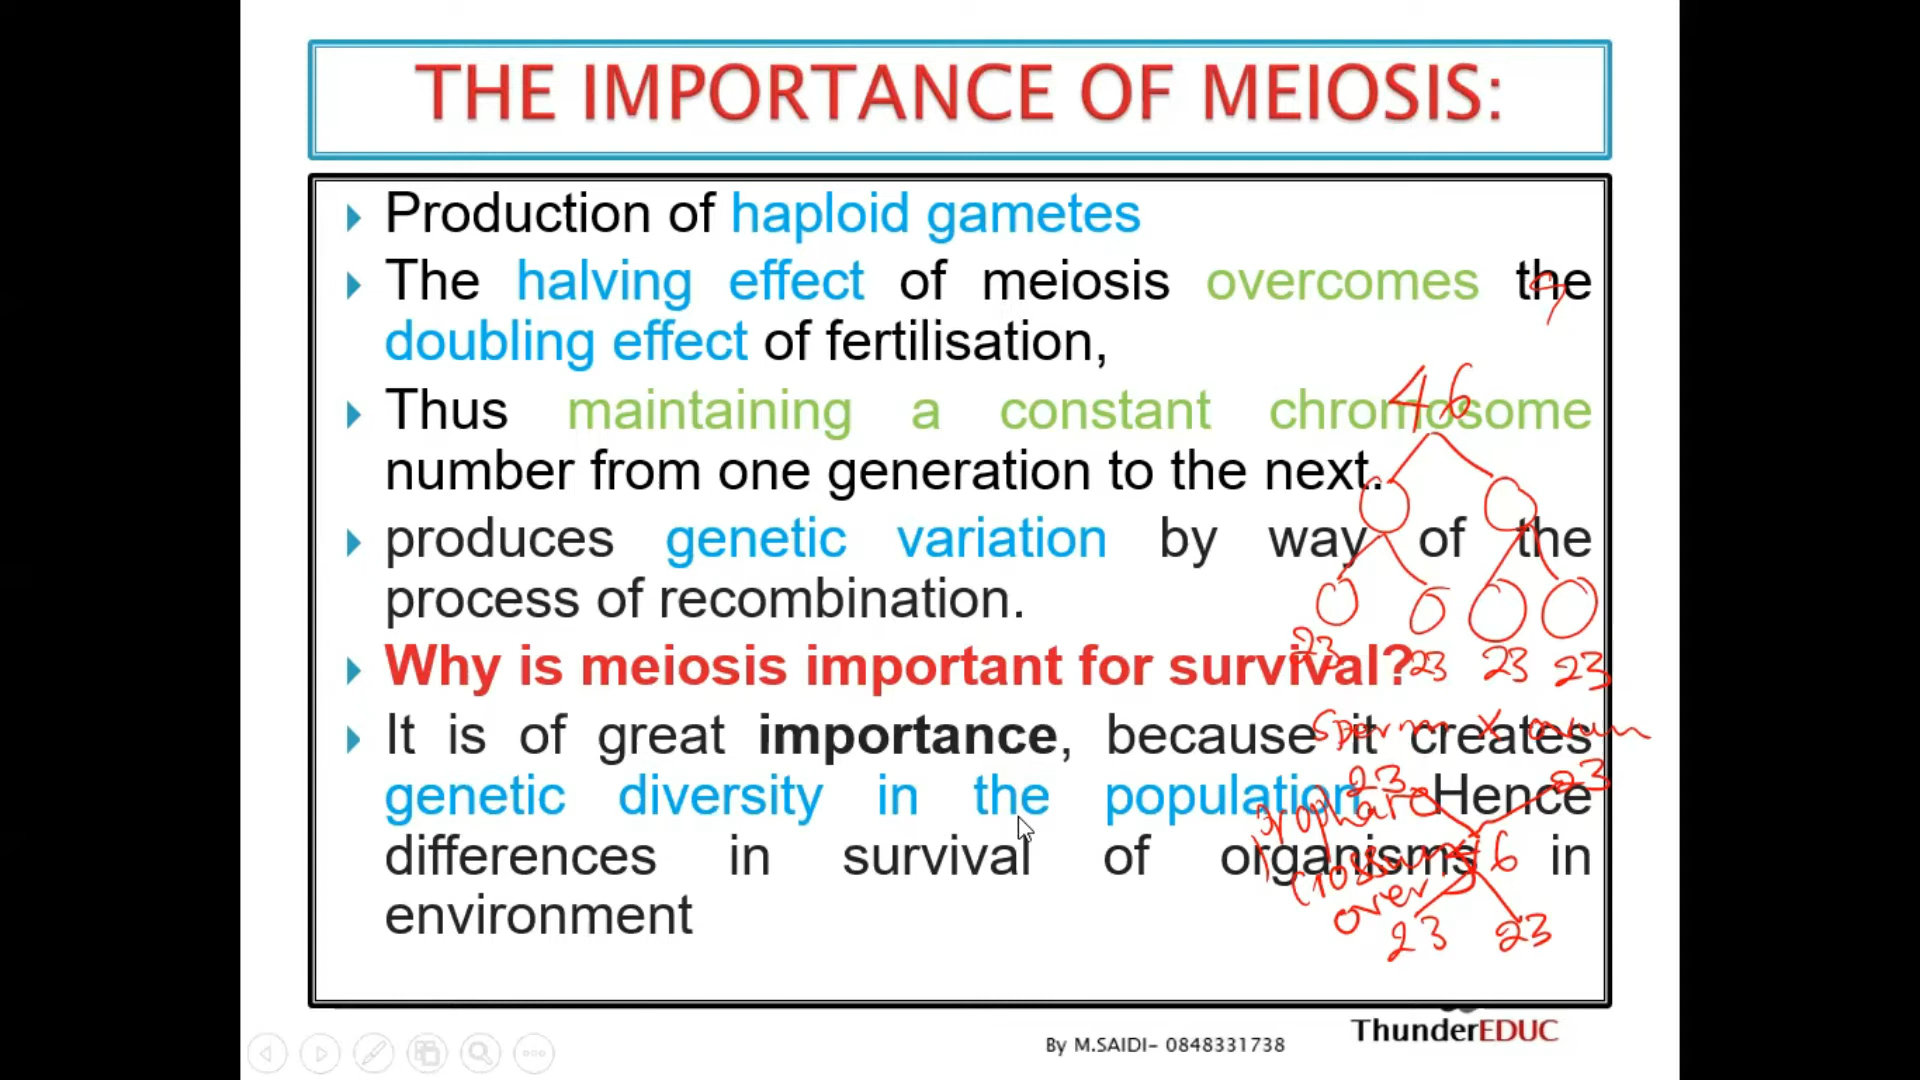 THE IMPORTANCE OF MEIOSIS:
Production of haploid gametes
The halving effect of meiosis overcomes the
doubling effect of fertilisation,
Thus maintaining a constant chromosome
number from one generation to the next.
produces genetic variation by way of the
process of recombination.
Why is meiosis important for survival?
It is of great importance, because it creates
genetic diversity in the population Hence
differences in survival of organisms in
environment
46
23 23 23 23
sperm x ovum
23 23
46
crossing
over
23 23
By M.SAIDI- 0848331738
ThunderEDUC